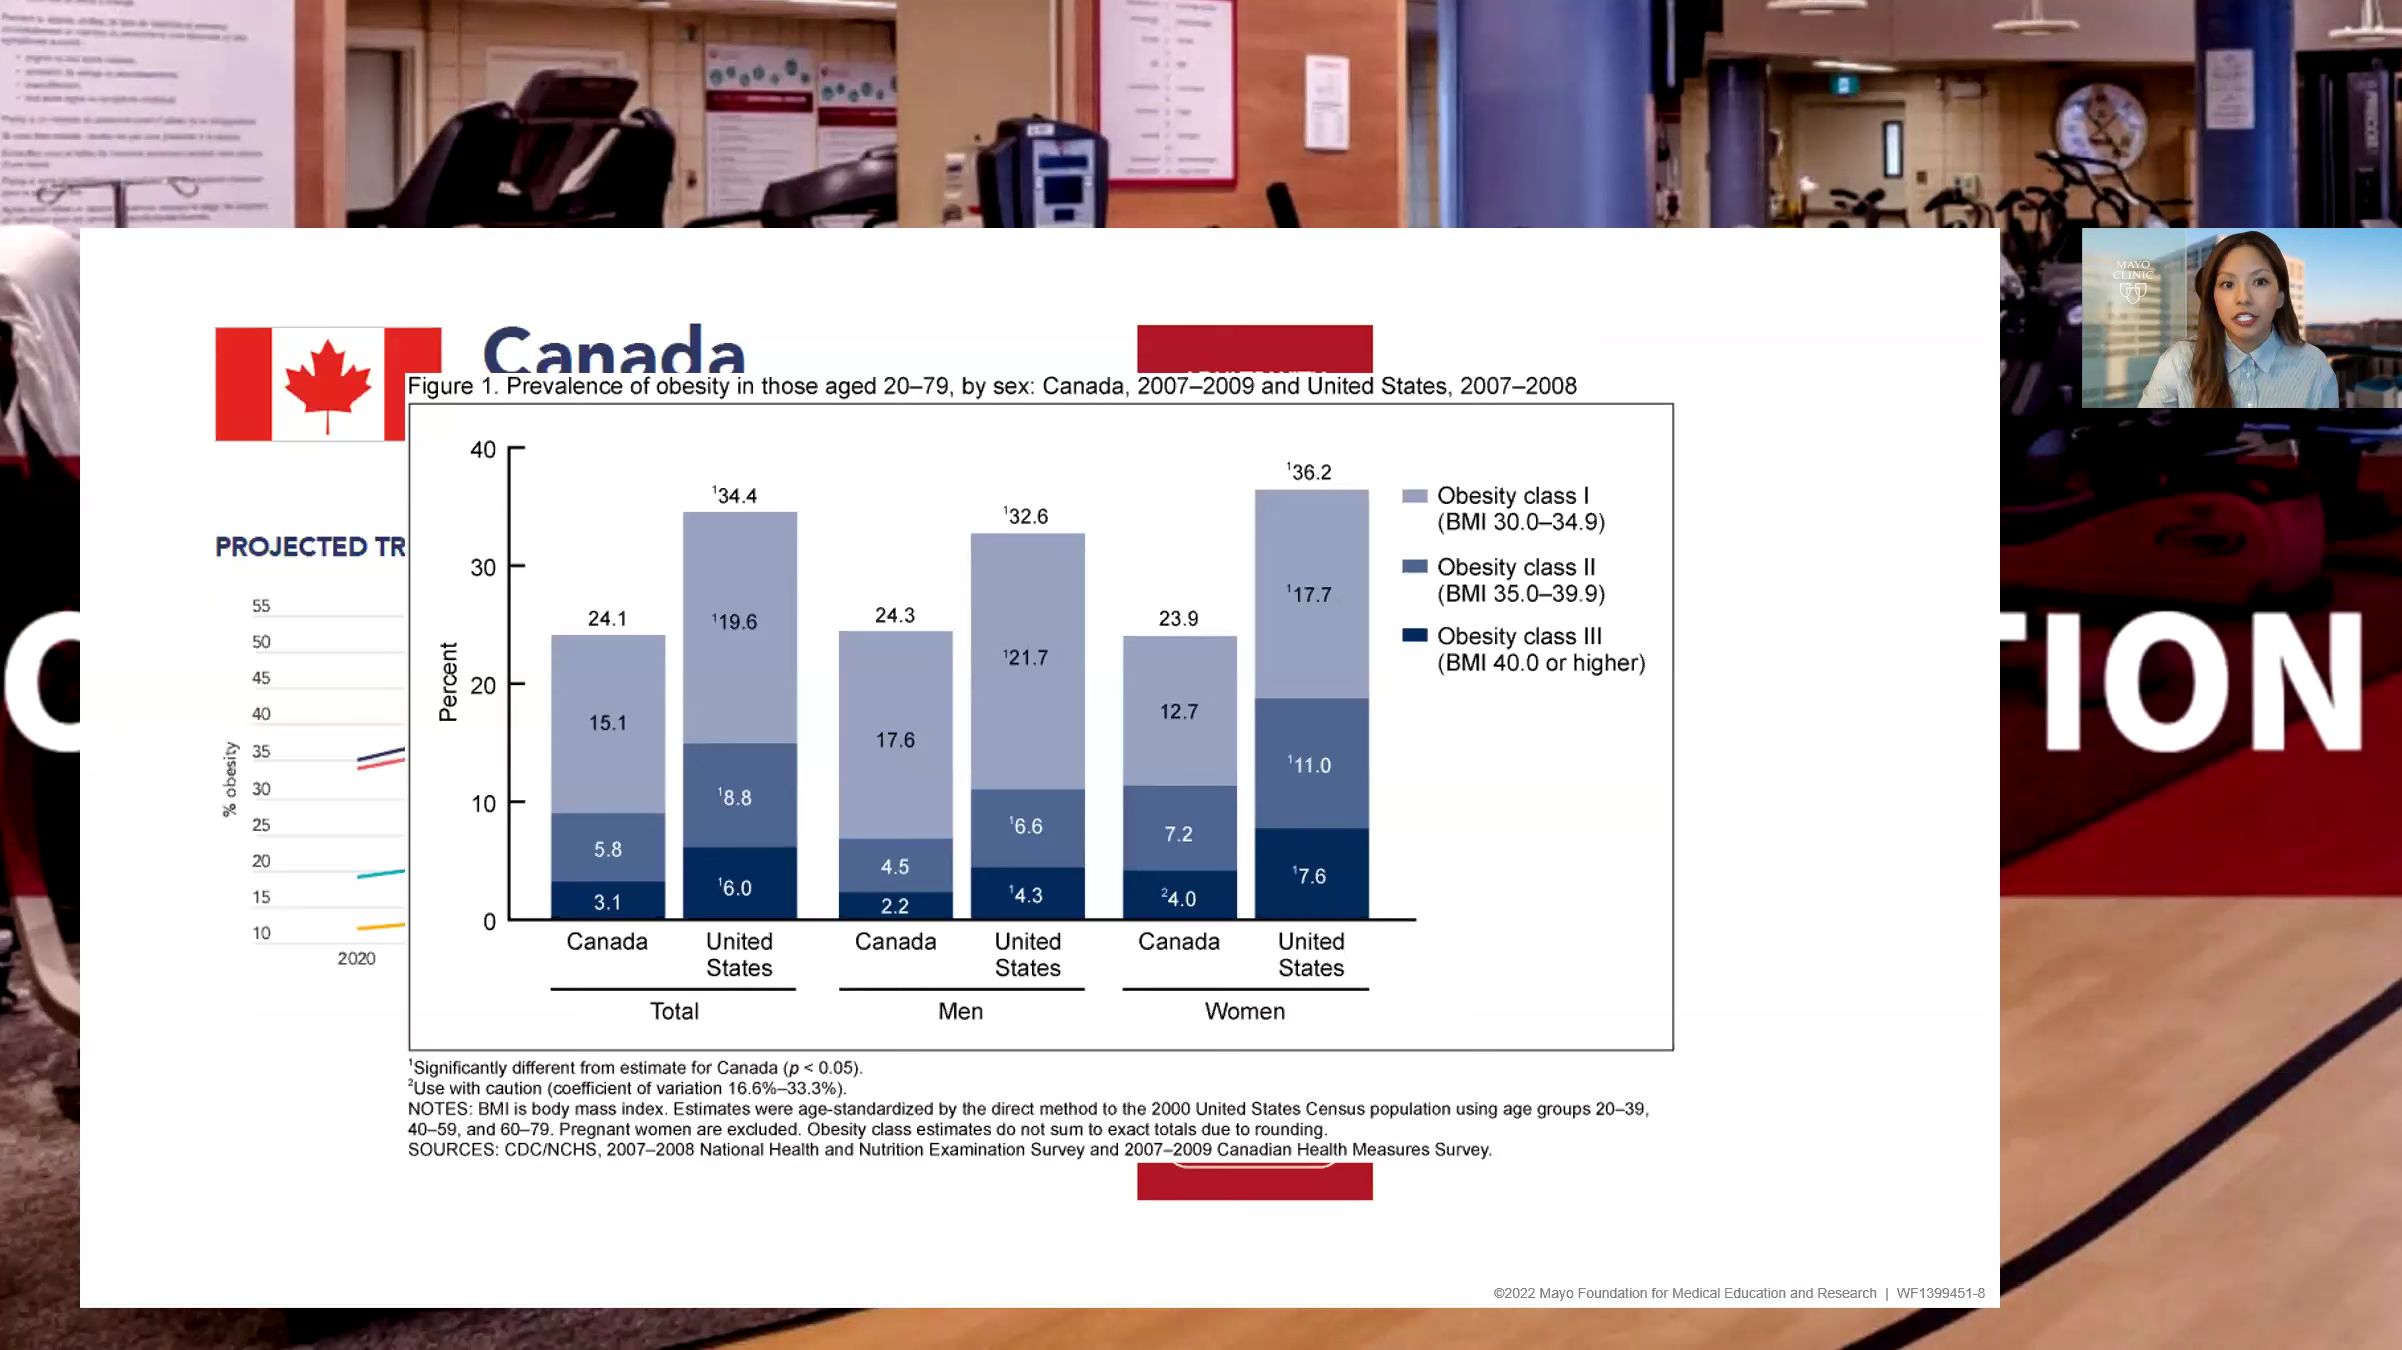 MAYO
CLINIC
Canada
Figure 1. Prevalence of obesity in those aged 20–79, by sex: Canada, 2007–2009 and United States, 2007–2008
PROJECTED TR
% obesity
55
50
45
40
35
30
25
20
15
10
2020
Percent
40
30
20
10
0
24.1
15.1
5.8
3.1
¹34.4
¹19.6
¹8.8
¹6.0
24.3
17.6
4.5
2.2
¹32.6
¹21.7
¹6.6
¹4.3
23.9
12.7
7.2
²4.0
¹36.2
¹17.7
¹11.0
¹7.6
Obesity class I
(BMI 30.0–34.9)
Obesity class II
(BMI 35.0–39.9)
Obesity class III
(BMI 40.0 or higher)
Canada
United
States
Canada
United
States
Canada
United
States
Total
Men
Women
¹Significantly different from estimate for Canada (p < 0.05).
²Use with caution (coefficient of variation 16.6%–33.3%).
NOTES: BMI is body mass index. Estimates were age-standardized by the direct method to the 2000 United States Census population using age groups 20–39,
40–59, and 60–79. Pregnant women are excluded. Obesity class estimates do not sum to exact totals due to rounding.
SOURCES: CDC/NCHS, 2007–2008 National Health and Nutrition Examination Survey and 2007–2009 Canadian Health Measures Survey.
©2022 Mayo Foundation for Medical Education and Research | WF1399451-8
TION